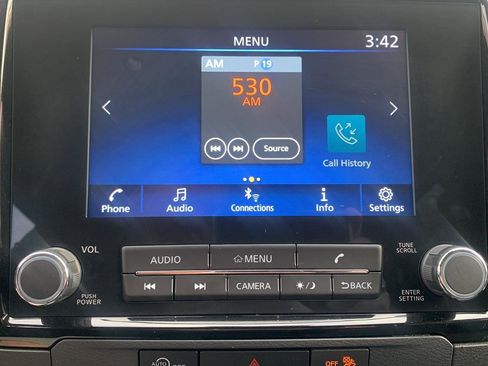 MENU 3:42
AM P 19
530
AM
Source
Call History
Phone Audio Connections Info Settings
VOL AUDIO MENU TUNE SCROLL
PUSH POWER CAMERA BACK ENTER SETTING
OFF OFF